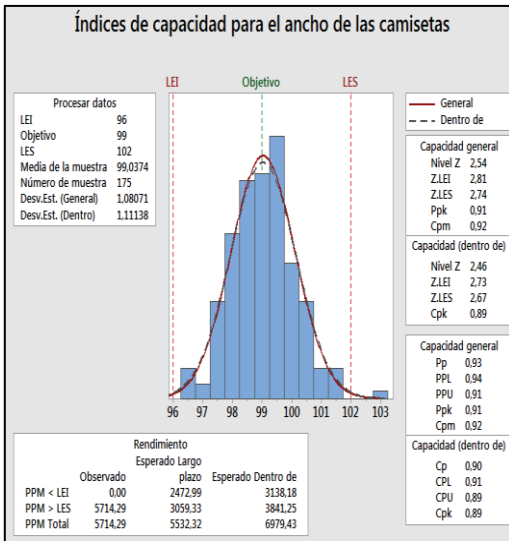 Índices de capacidad para el ancho de las camisetas
LEI Objetivo LES
Procesar datos
LEI 96
Objetivo 99
LES 102
Media de la muestra 99,0374
Número de muestra 175
Desv.Est. (General) 1,08071
Desv.Est. (Dentro) 1,11138
General
Dentro de
Capacidad general
Nivel Z 2,54
Z.LEI 2,81
Z.LES 2,74
Ppk 0,91
Cpm 0,92
Capacidad (dentro de)
Nivel Z 2,46
Z.LEI 2,73
Z.LES 2,67
Cpk 0,89
Capacidad general
Pp 0,93
PPL 0,94
PPU 0,91
Ppk 0,91
Cpm 0,92
Capacidad (dentro de)
Cp 0,90
CPL 0,91
CPU 0,89
Cpk 0,89
96 97 98 99 100 101 102 103
Rendimiento
Esperado Largo
Observado plazo Esperado Dentro de
PPM < LEI 0,00 2472,99 3138,18
PPM > LES 5714,29 3059,33 3841,25
PPM Total 5714,29 5532,32 6979,43